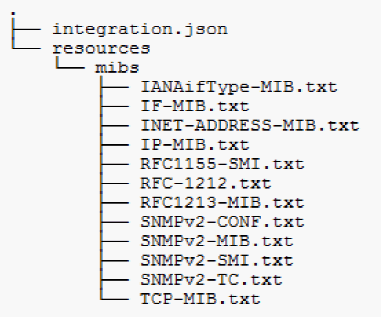 .
├── integration.json
└── resources
    └── mibs
        ├── IANAifType-MIB.txt
        ├── IF-MIB.txt
        ├── INET-ADDRESS-MIB.txt
        ├── IP-MIB.txt
        ├── RFC1155-SMI.txt
        ├── RFC-1212.txt
        ├── RFC1213-MIB.txt
        ├── SNMPv2-CONF.txt
        ├── SNMPv2-MIB.txt
        ├── SNMPv2-SMI.txt
        ├── SNMPv2-TC.txt
        └── TCP-MIB.txt